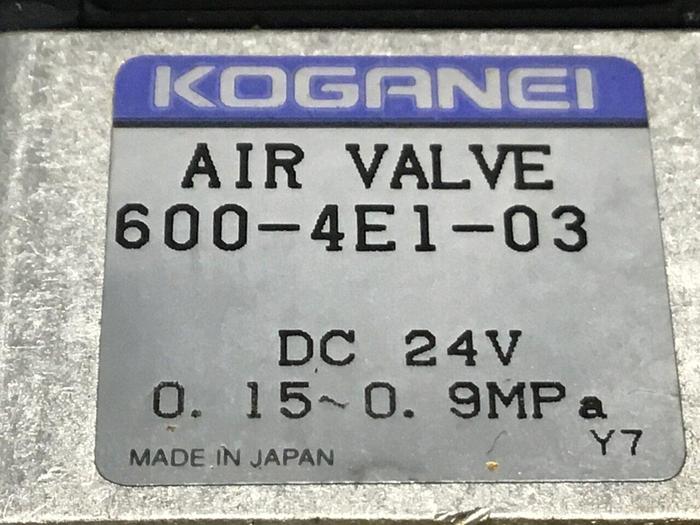 KOGANEI
AIR VALVE
600-4E1-03
DC 24V
0.15~0.9MPa
Y7
MADE IN JAPAN